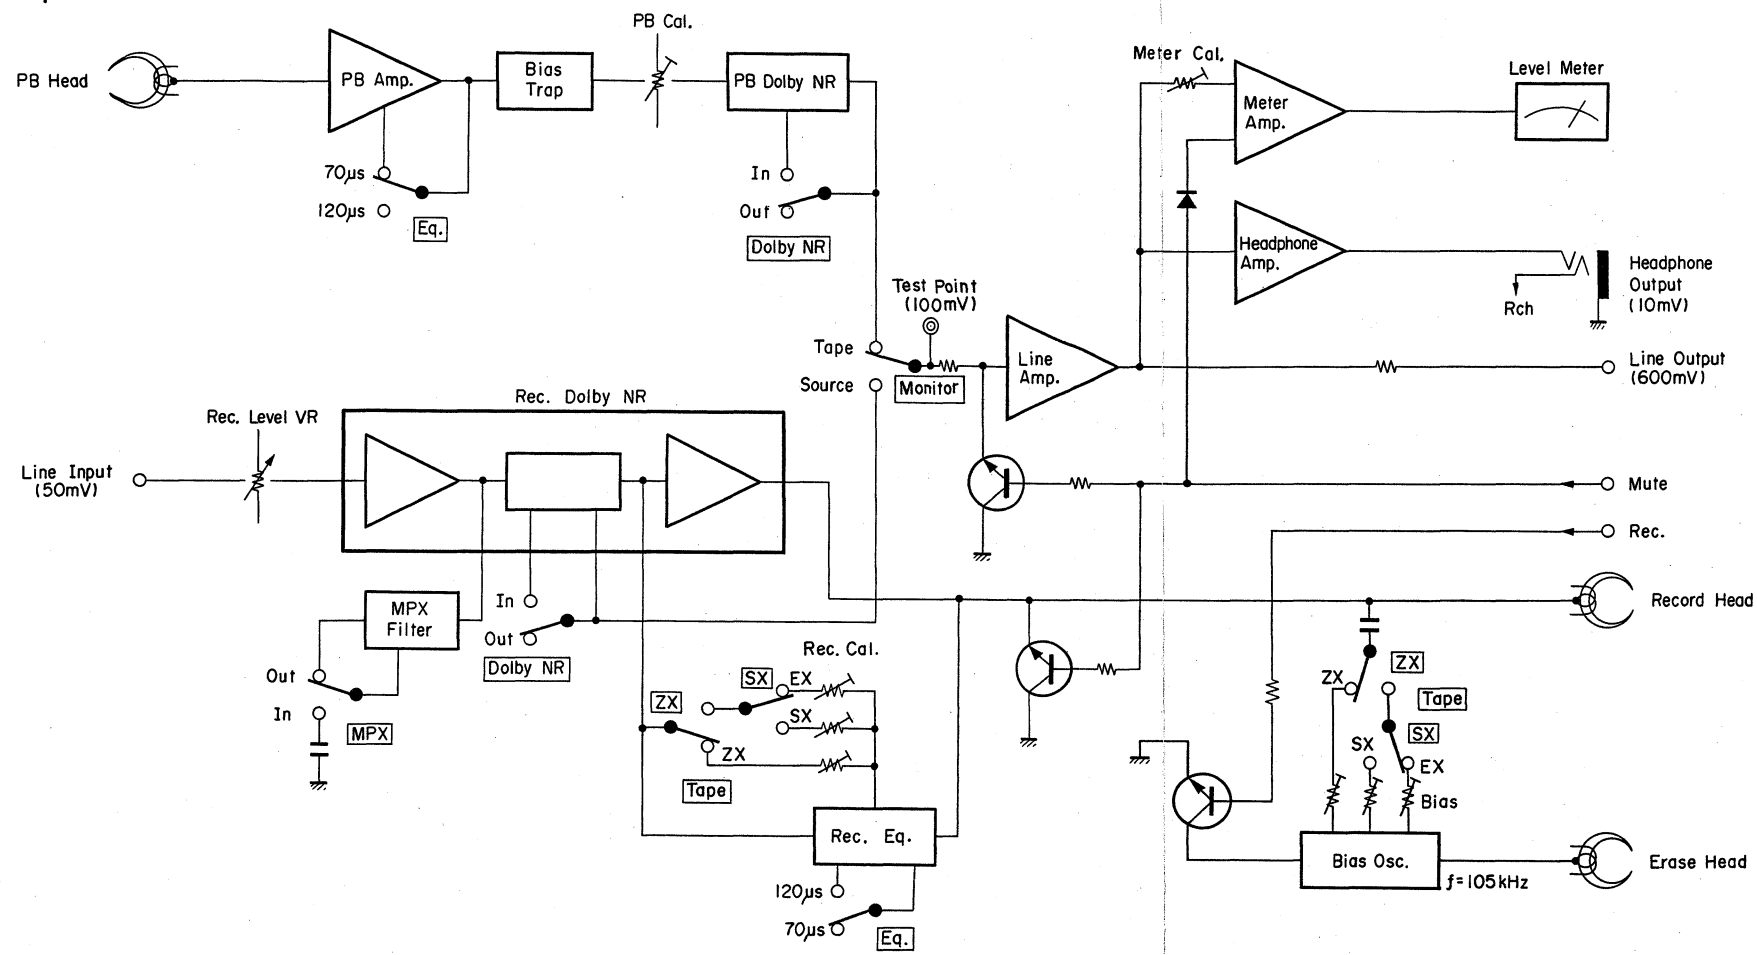 PB Cal.
PB Head
PB Amp.
Bias
Trap
PB Dolby NR
Meter Cal.
Meter
Amp.
Level Meter
70µs
120µs
Eq.
In
Out
Dolby NR
Headphone
Amp.
Headphone
Output
(10mV)
Rch
Test Point
(100mV)
Tape
Source
Monitor
Line
Amp.
Line Output
(600mV)
Rec. Dolby NR
Rec. Level VR
Line Input
(50mV)
Mute
Rec.
MPX
Filter
In
Out
Dolby NR
Record Head
Out
In
MPX
Rec. Cal.
SX
EX
ZX
SX
ZX
Tape
ZX
ZX
Tape
SX
SX
EX
Bias
Rec. Eq.
Bias Osc.
f=105kHz
Erase Head
120µs
70µs
Eq.